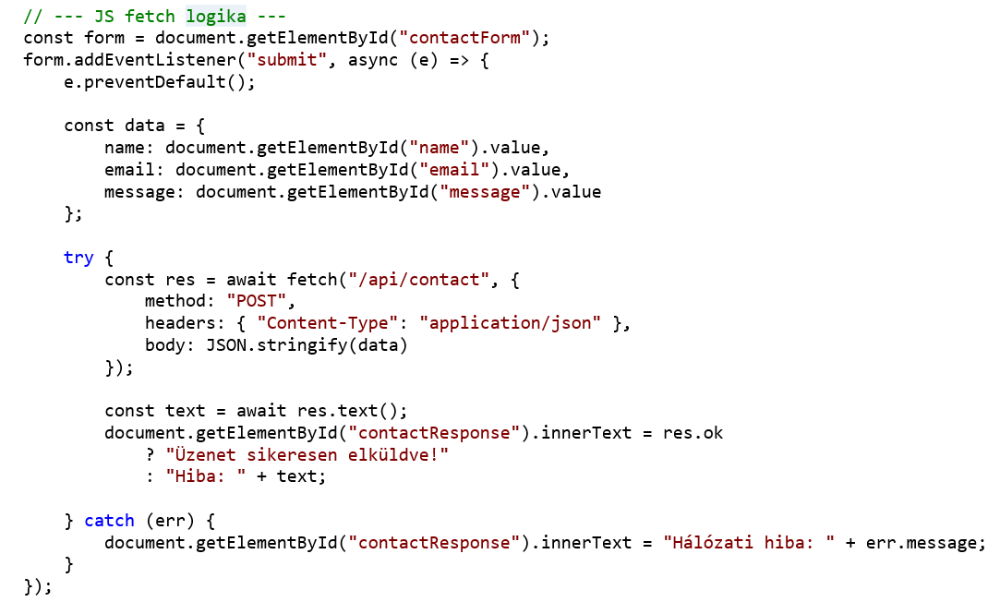 // --- JS fetch logika ---
const form = document.getElementById("contactForm");
form.addEventListener("submit", async (e) => {
    e.preventDefault();

    const data = {
        name: document.getElementById("name").value,
        email: document.getElementById("email").value,
        message: document.getElementById("message").value
    };

    try {
        const res = await fetch("/api/contact", {
            method: "POST",
            headers: { "Content-Type": "application/json" },
            body: JSON.stringify(data)
        });

        const text = await res.text();
        document.getElementById("contactResponse").innerText = res.ok
            ? "Üzenet sikeresen elküldve!"
            : "Hiba: " + text;

    } catch (err) {
        document.getElementById("contactResponse").innerText = "Hálózati hiba: " + err.message;
    }
});